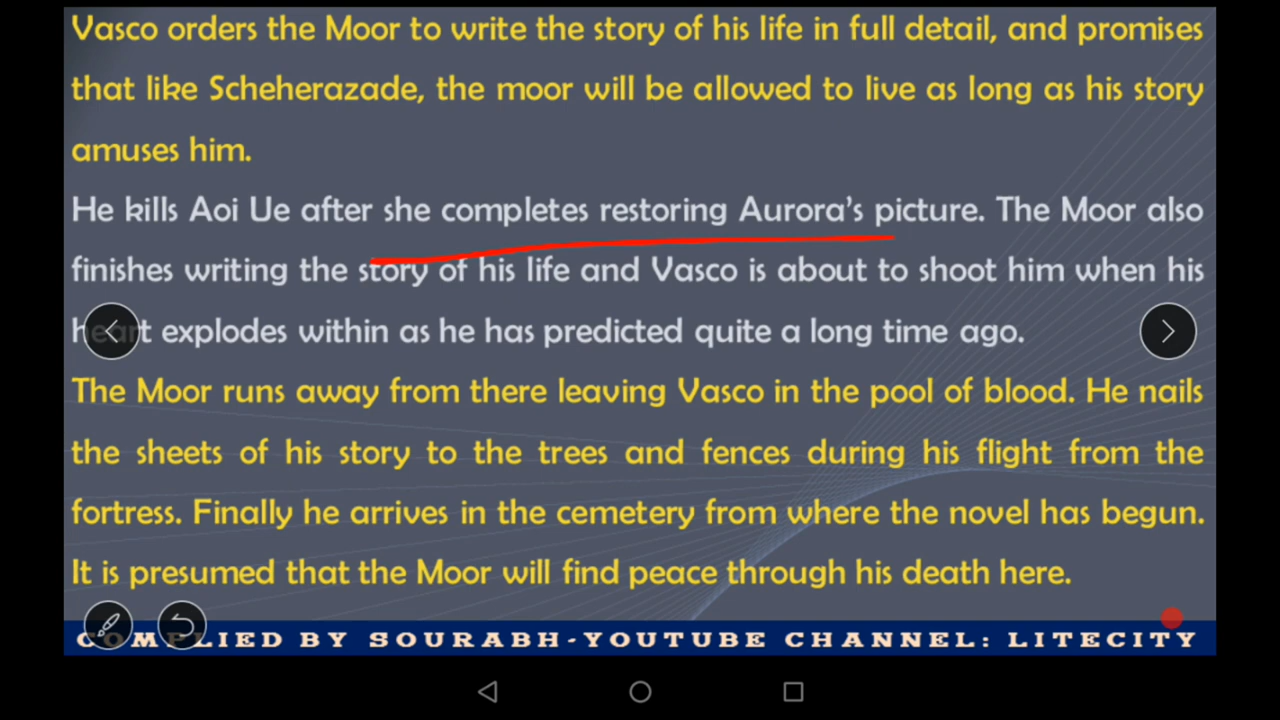 Vasco orders the Moor to write the story of his life in full detail, and promises
that like Scheherazade, the moor will be allowed to live as long as his story
amuses him.
He kills Aoi Ue after she completes restoring Aurora's picture. The Moor also
finishes writing the story of his life and Vasco is about to shoot him when his
heart explodes within as he has predicted quite a long time ago.
The Moor runs away from there leaving Vasco in the pool of blood. He nails
the sheets of his story to the trees and fences during his flight from the
fortress. Finally he arrives in the cemetery from where the novel has begun.
It is presumed that the Moor will find peace through his death here.
COMPLIED BY SOURABH-YOUTUBE CHANNEL: LITECITY